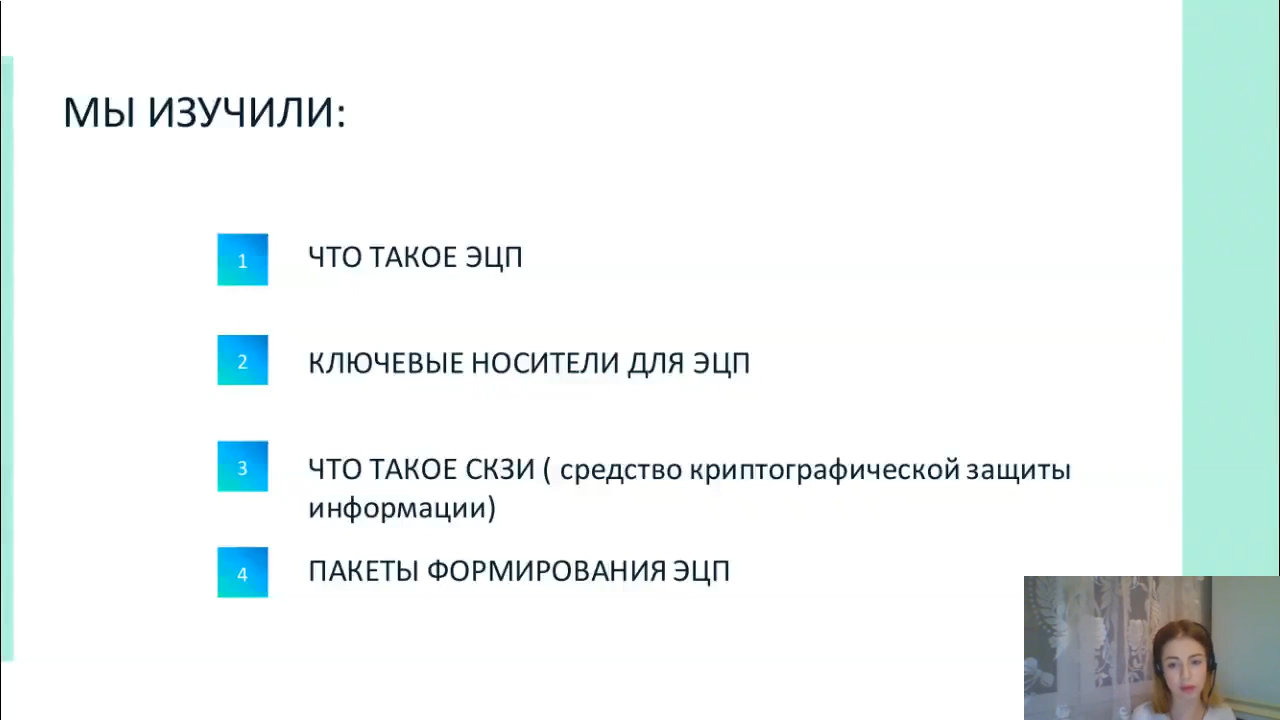 МЫ ИЗУЧИЛИ:
1 ЧТО ТАКОЕ ЭЦП
2 КЛЮЧЕВЫЕ НОСИТЕЛИ ДЛЯ ЭЦП
3 ЧТО ТАКОЕ СКЗИ ( средство криптографической защиты
информации)
4 ПАКЕТЫ ФОРМИРОВАНИЯ ЭЦП